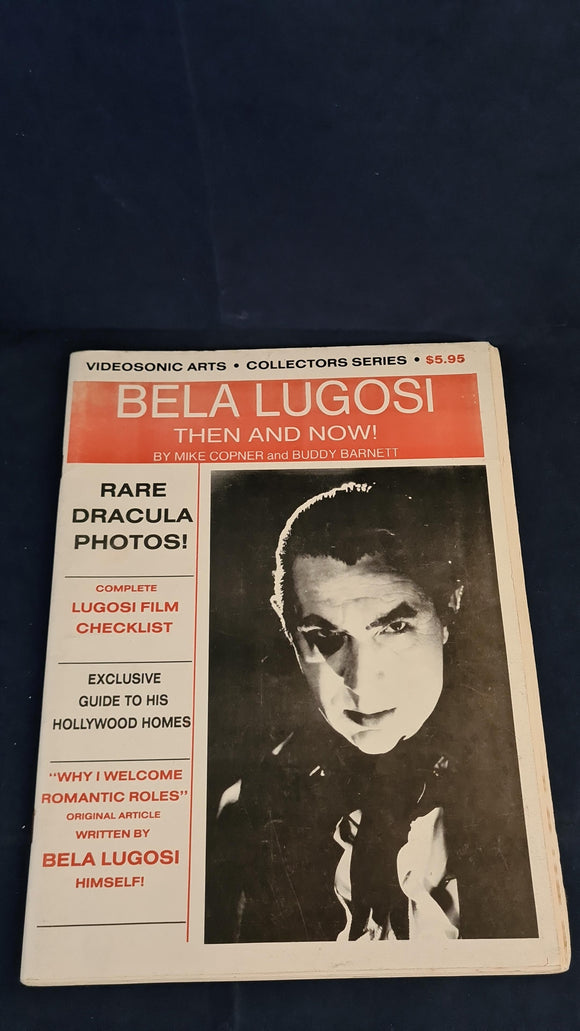 VIDEOSONIC ARTS • COLLECTORS SERIES • $5.95
BELA LUGOSI
THEN AND NOW!
BY MIKE COPNER and BUDDY BARNETT
RARE
DRACULA
PHOTOS!
COMPLETE
LUGOSI FILM
CHECKLIST
EXCLUSIVE
GUIDE TO HIS
HOLLYWOOD HOMES
"WHY I WELCOME
ROMANTIC ROLES"
ORIGINAL ARTICLE
WRITTEN BY
BELA LUGOSI
HIMSELF!